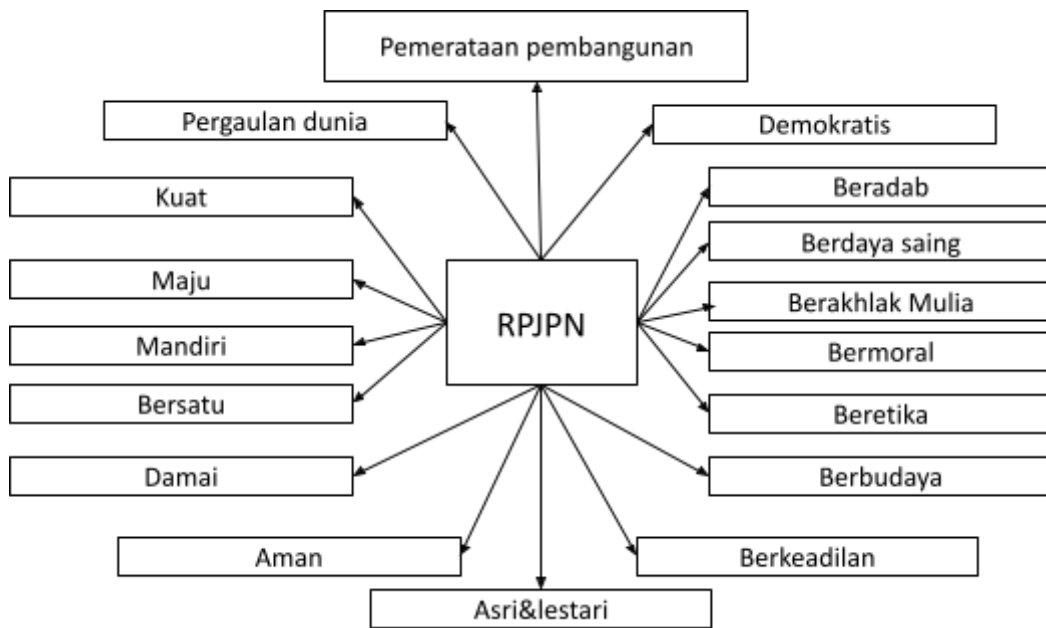 Pemerataan pembangunan
Pergaulan dunia
Demokratis
Kuat
Beradab
Berdaya saing
Maju
Berakhlak Mulia
RPJPN
Mandiri
Bermoral
Bersatu
Beretika
Damai
Berbudaya
Aman
Berkeadilan
Asri&lestari